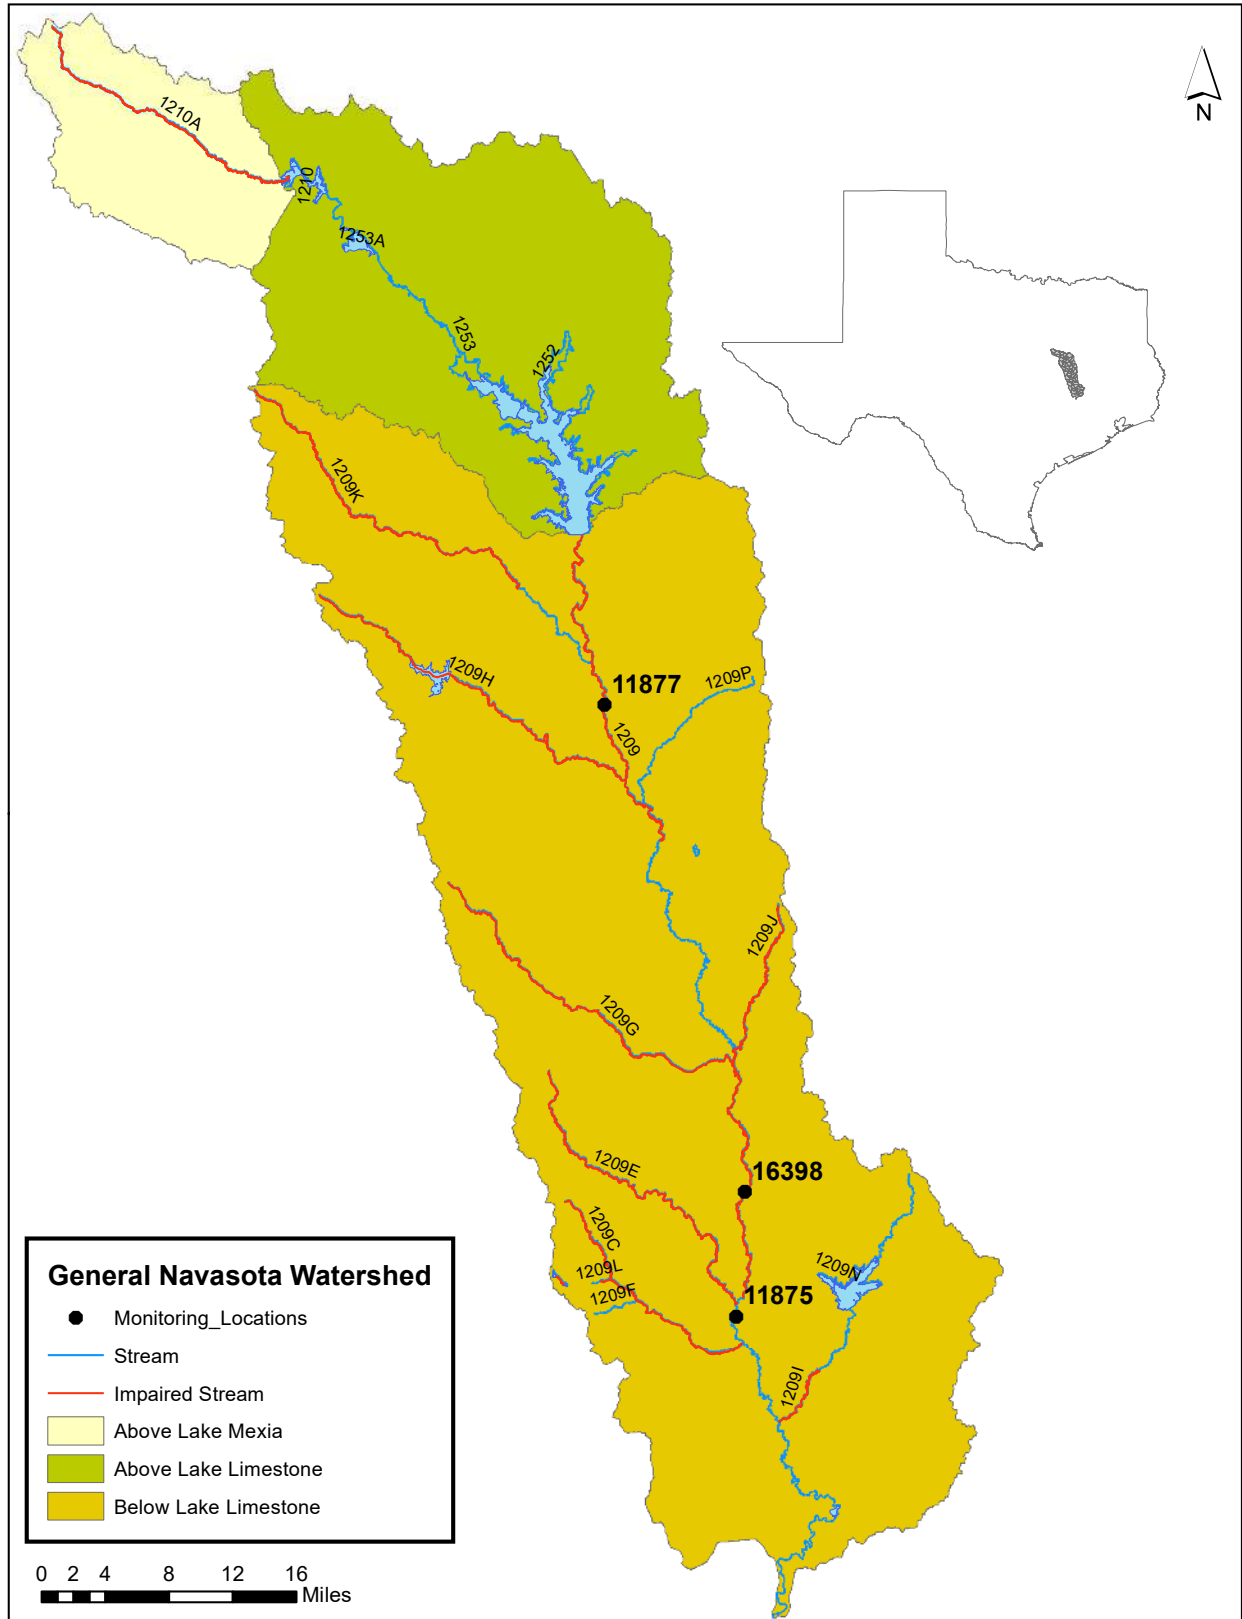 N
1210A
1210
1253A
1253
1252
1209K
1209H
11877
1209P
1209
1209J
1209G
1209E
16398
1209C
1209L
1209F
1209N
11875
1209I
General Navasota Watershed
Monitoring_Locations
Stream
Impaired Stream
Above Lake Mexia
Above Lake Limestone
Below Lake Limestone
0 2 4 8 12 16
Miles